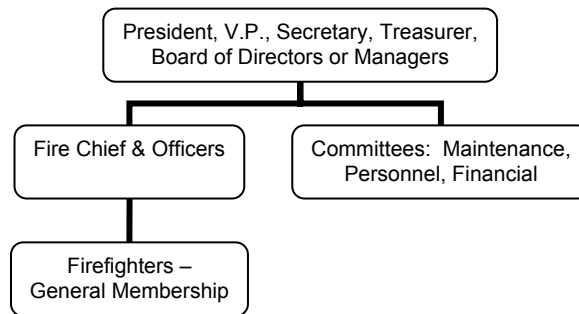 President, V.P., Secretary, Treasurer,
Board of Directors or Managers
Fire Chief & Officers
Committees:  Maintenance,
Personnel, Financial
Firefighters –
General Membership